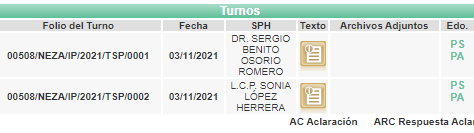 Turnos
Folio del Turno Fecha SPH Texto Archivos Adjuntos Edo.
00508/NEZA/IP/2021/TSP/0001 03/11/2021 DR. SERGIO BENITO OSORIO ROMERO PS PA
00508/NEZA/IP/2021/TSP/0002 03/11/2021 L.C.P. SONIA LÓPEZ HERRERA PS PA
AC Aclaración ARC Respuesta Aclar